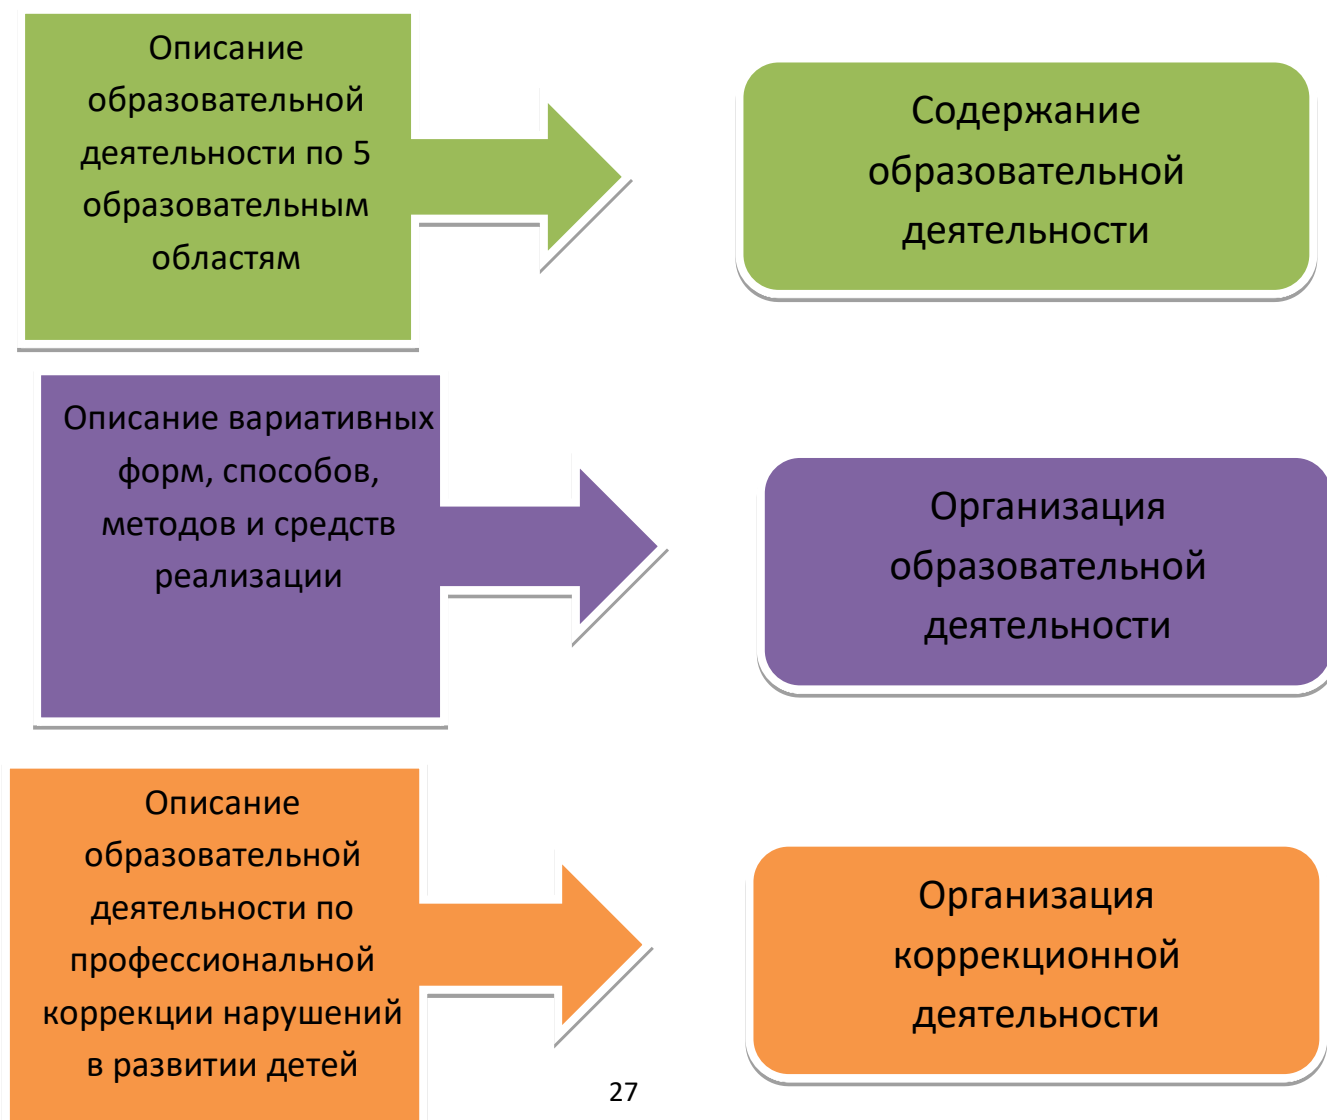 Описание
образовательной
деятельности по 5
образовательным
областям
Содержание
образовательной
деятельности
Описание вариативных
форм, способов,
методов и средств
реализации
Организация
образовательной
деятельности
Описание
образовательной
деятельности по
профессиональной
коррекции нарушений
в развитии детей
Организация
коррекционной
деятельности
27